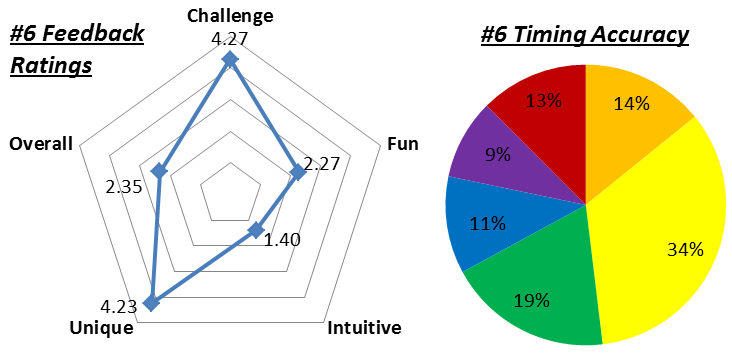 #6 Feedback
Ratings
Challenge
4.27
Overall
Fun
2.27
2.35
1.40
4.23
Unique
Intuitive
#6 Timing Accuracy
13%
14%
9%
11%
34%
19%